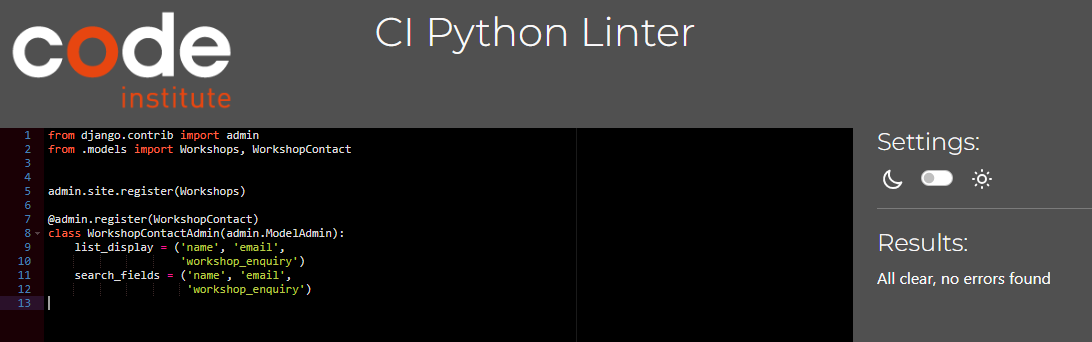 code
institute
CI Python Linter
1 from django.contrib import admin
2 from .models import Workshops, WorkshopContact
3
4
5 admin.site.register(Workshops)
6
7 @admin.register(WorkshopContact)
8 class WorkshopContactAdmin(admin.ModelAdmin):
9     list_display = ('name', 'email',
10                     'workshop_enquiry')
11     search_fields = ('name', 'email',
12                      'workshop_enquiry')
13
Settings:
Results:
All clear, no errors found